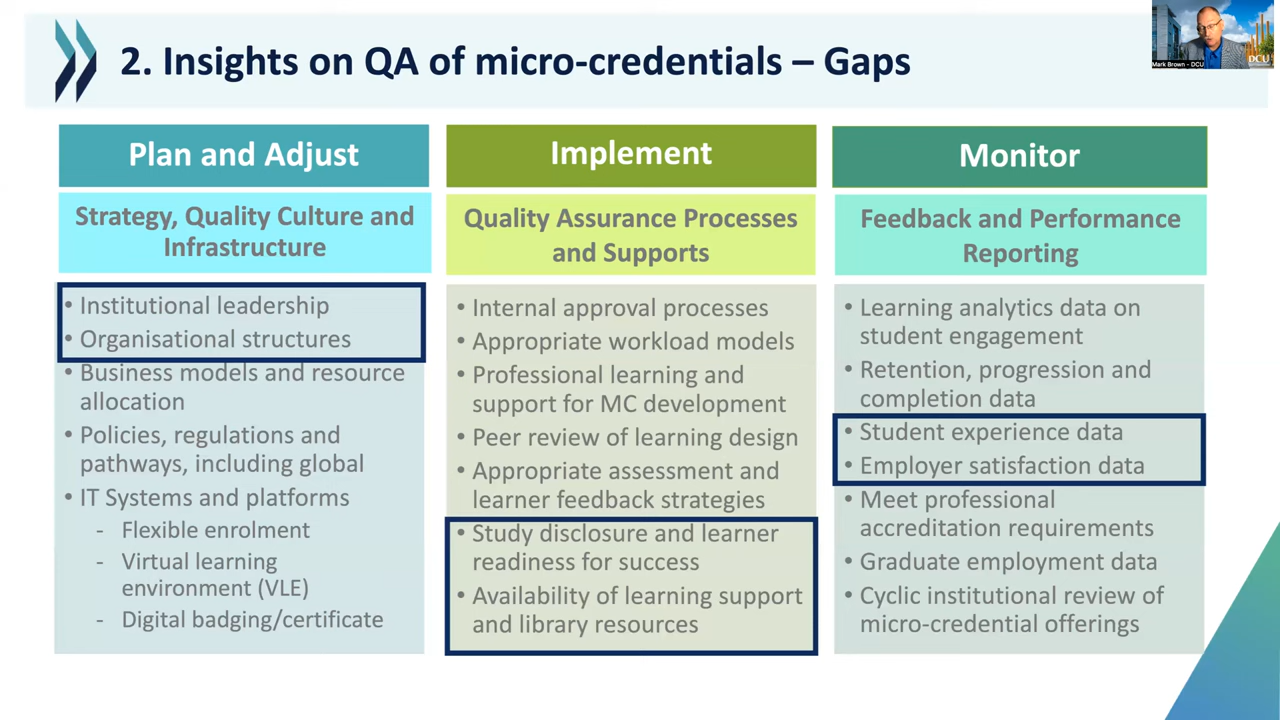 2. Insights on QA of micro-credentials – Gaps
Mark Brown - DCU
DCU
Plan and Adjust
Strategy, Quality Culture and
Infrastructure
• Institutional leadership
• Organisational structures
• Business models and resource
allocation
• Policies, regulations and
pathways, including global
• IT Systems and platforms
- Flexible enrolment
- Virtual learning
environment (VLE)
- Digital badging/certificate
Implement
Quality Assurance Processes
and Supports
• Internal approval processes
• Appropriate workload models
• Professional learning and
support for MC development
• Peer review of learning design
• Appropriate assessment and
learner feedback strategies
• Study disclosure and learner
readiness for success
• Availability of learning support
and library resources
Monitor
Feedback and Performance
Reporting
• Learning analytics data on
student engagement
• Retention, progression and
completion data
• Student experience data
• Employer satisfaction data
• Meet professional
accreditation requirements
• Graduate employment data
• Cyclic institutional review of
micro-credential offerings